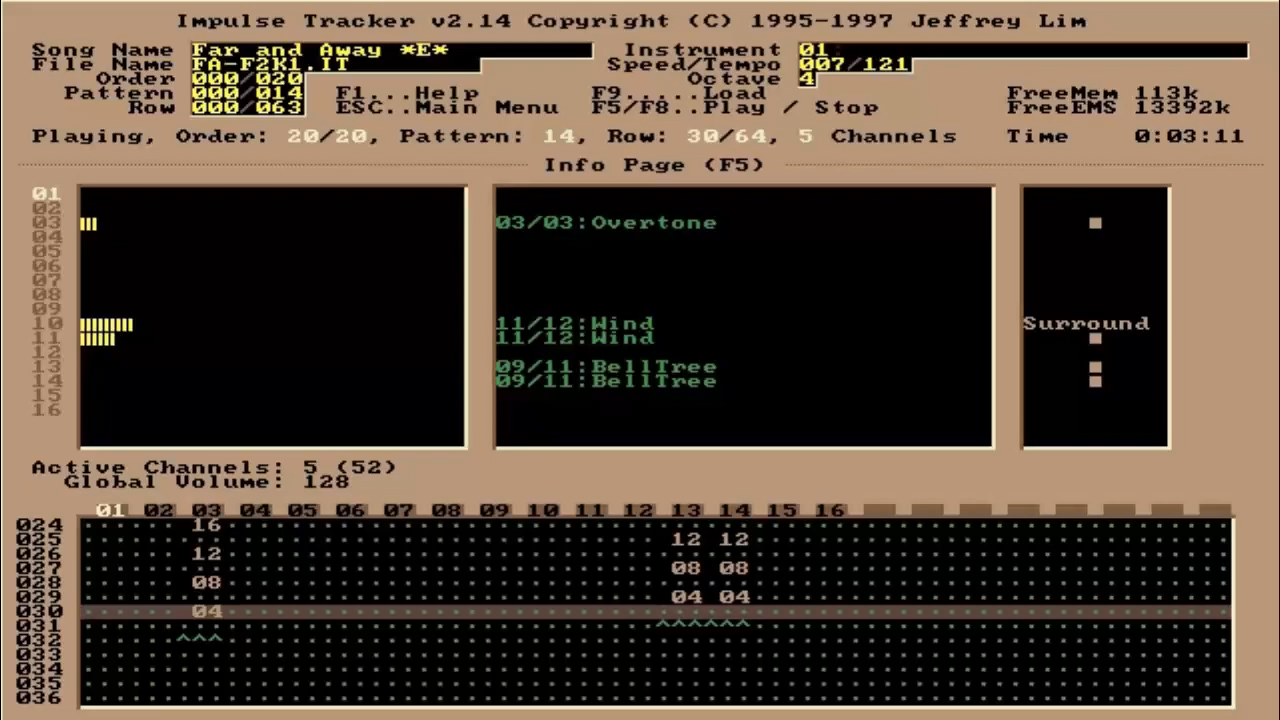 Impulse Tracker v2.14 Copyright (C) 1995-1997 Jeffrey Lim
Song Name Far and Away *E* Instrument 01
File Name FA-F2K1.IT Speed/Tempo 007/121
Order 000/020 Octave 4
Pattern 000/014 F1...Help F9.....Load FreeMem 113k
Row 000/063 ESC..Main Menu F5/F8..Play / Stop FreeEMS 13392k
Playing, Order: 20/20, Pattern: 14, Row: 30/64, 5 Channels Time 0:03:11
Info Page (F5)
01
02
03 03/03:Overtone
04
05
06
07
08
09
10 11/12:Wind Surround
11 11/12:Wind
12
13 09/11:BellTree
14 09/11:BellTree
15
16
Active Channels: 5 (52)
Global Volume: 128
01 02 03 04 05 06 07 08 09 10 11 12 13 14 15 16
024 16
025 12 12
026 12
027 08 08
028 08
029 04 04
030 04
031 ^^^^^^
032 ^^^
033
034
035
036